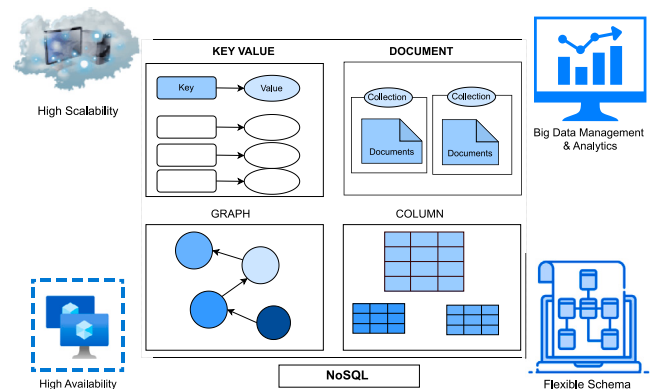 KEY VALUE
DOCUMENT
Key
Value
Collection
Collection
Documents
Documents
High Scalability
Big Data Management
& Analytics
GRAPH
COLUMN
High Availability
NoSQL
Flexible Schema